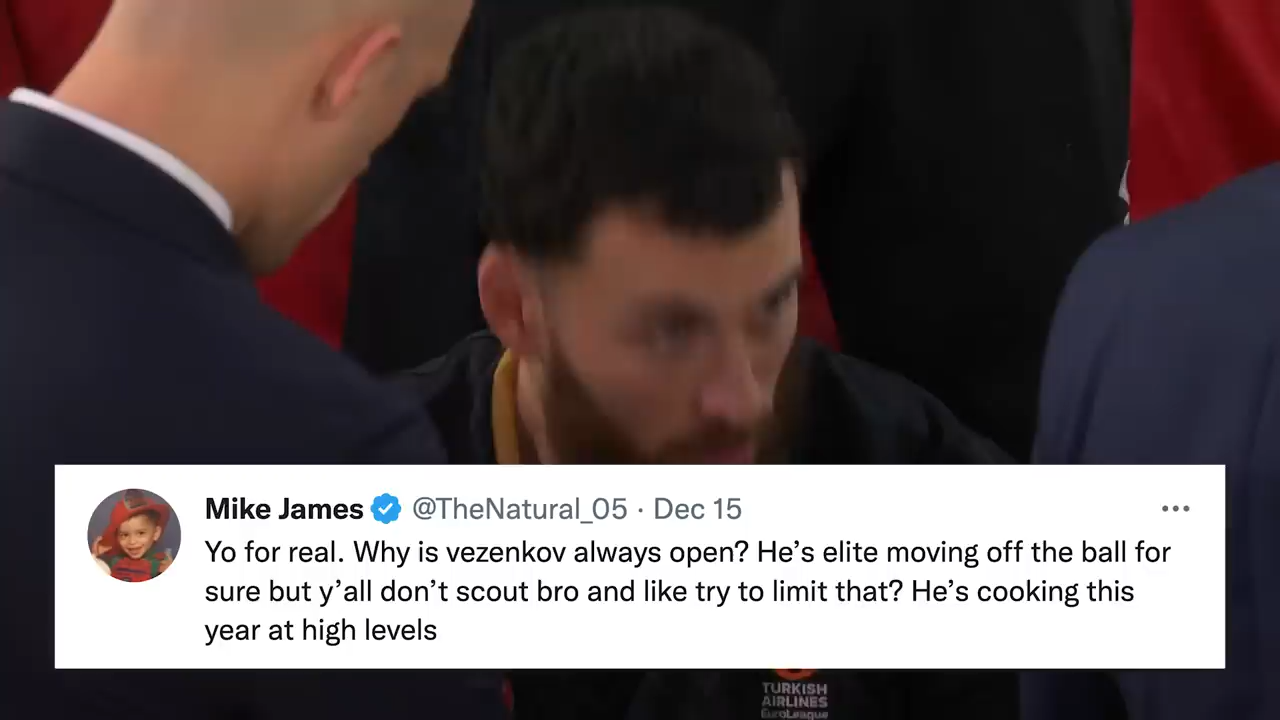 Mike James @TheNatural_05 · Dec 15
Yo for real. Why is vezenkov always open? He’s elite moving off the ball for
sure but y’all don’t scout bro and like try to limit that? He’s cooking this
year at high levels
TURKISH
AIRLINES
EuroLeague